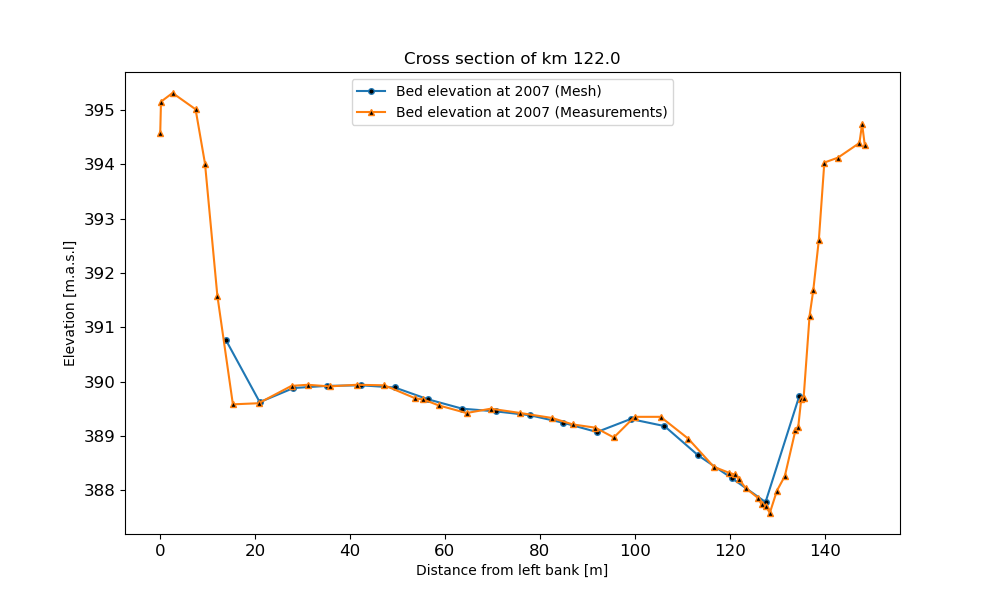 Cross section of km 122.0
Bed elevation at 2007 (Mesh)
Bed elevation at 2007 (Measurements)
Elevation [m.a.s.l]
395
394
393
392
391
390
389
388
0 20 40 60 80 100 120 140
Distance from left bank [m]